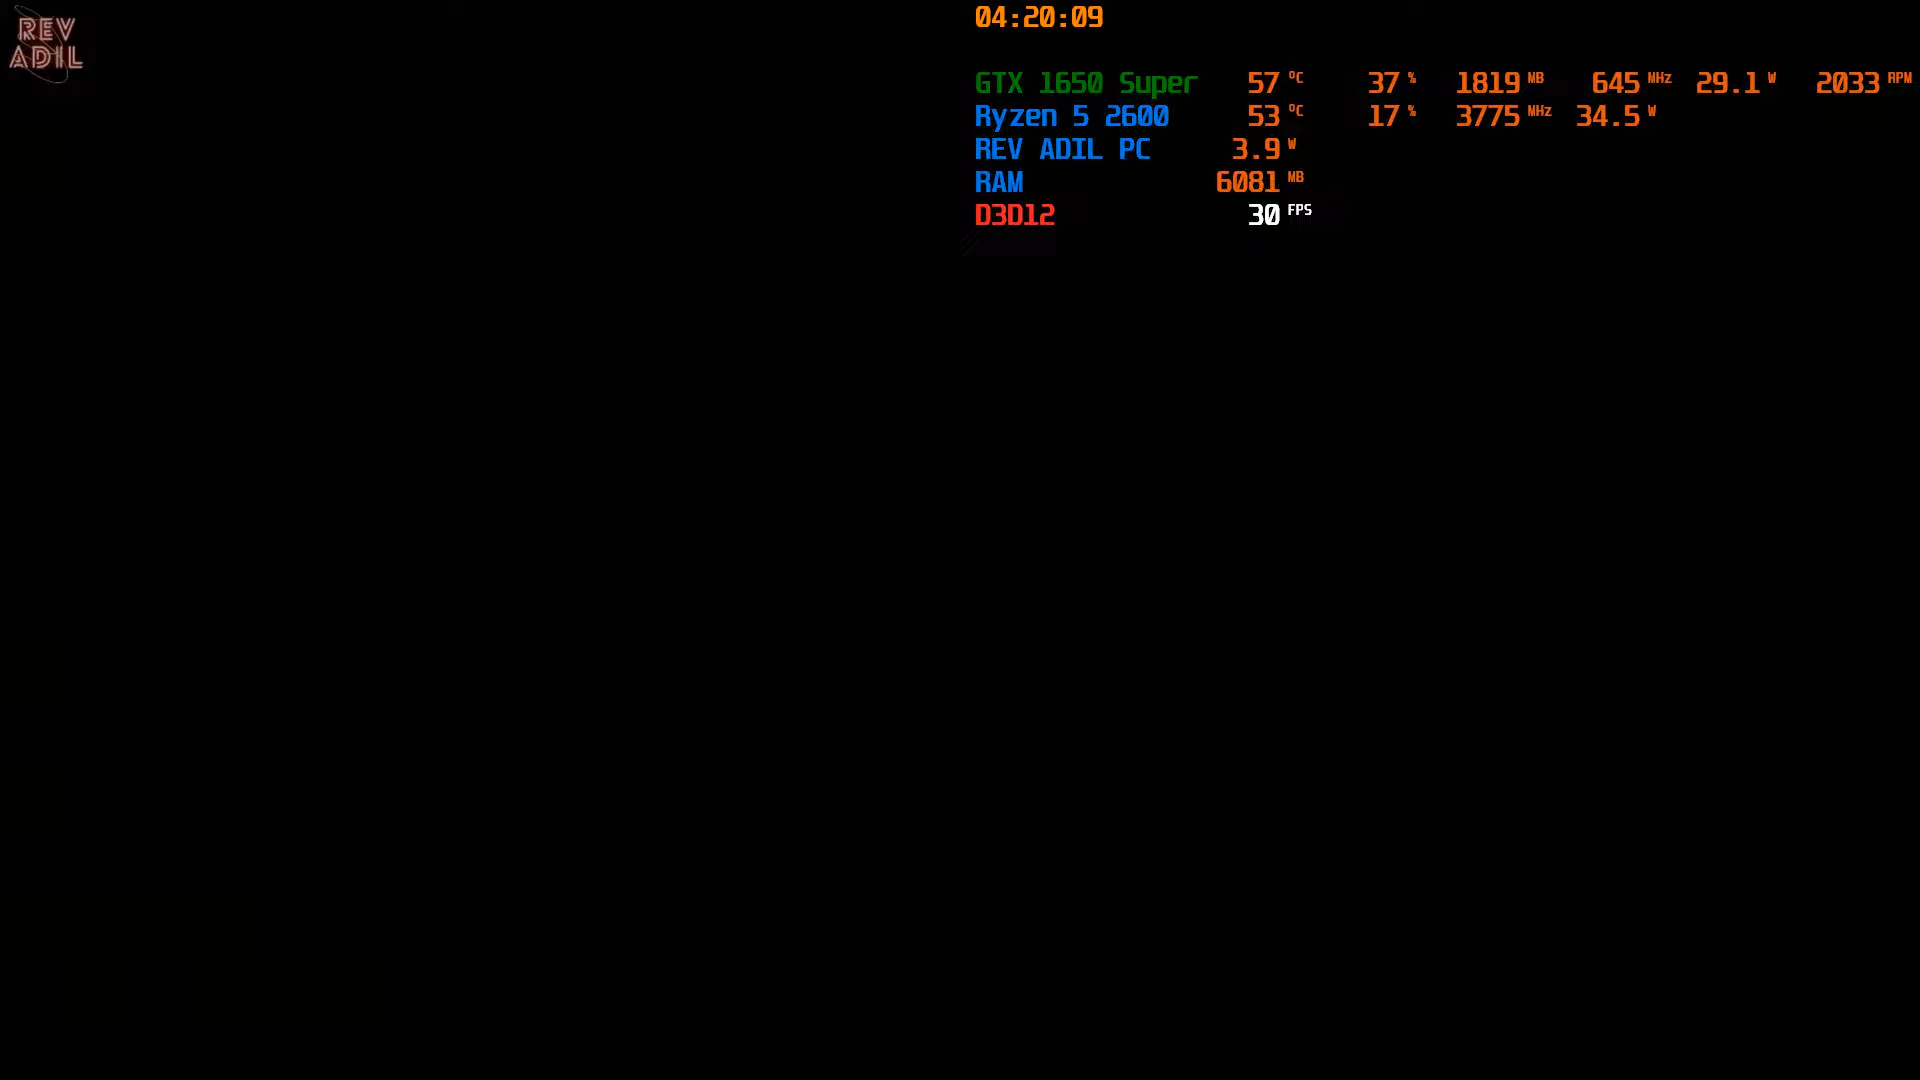 REV
ADIL
04:20:09
GTX 1650 Super 57 °C 37 % 1819 MB 645 MHz 29.1 W 2033 RPM
Ryzen 5 2600 53 °C 17 % 3775 MHz 34.5 W
REV ADIL PC 3.9 W
RAM 6081 MB
D3D12 30 FPS